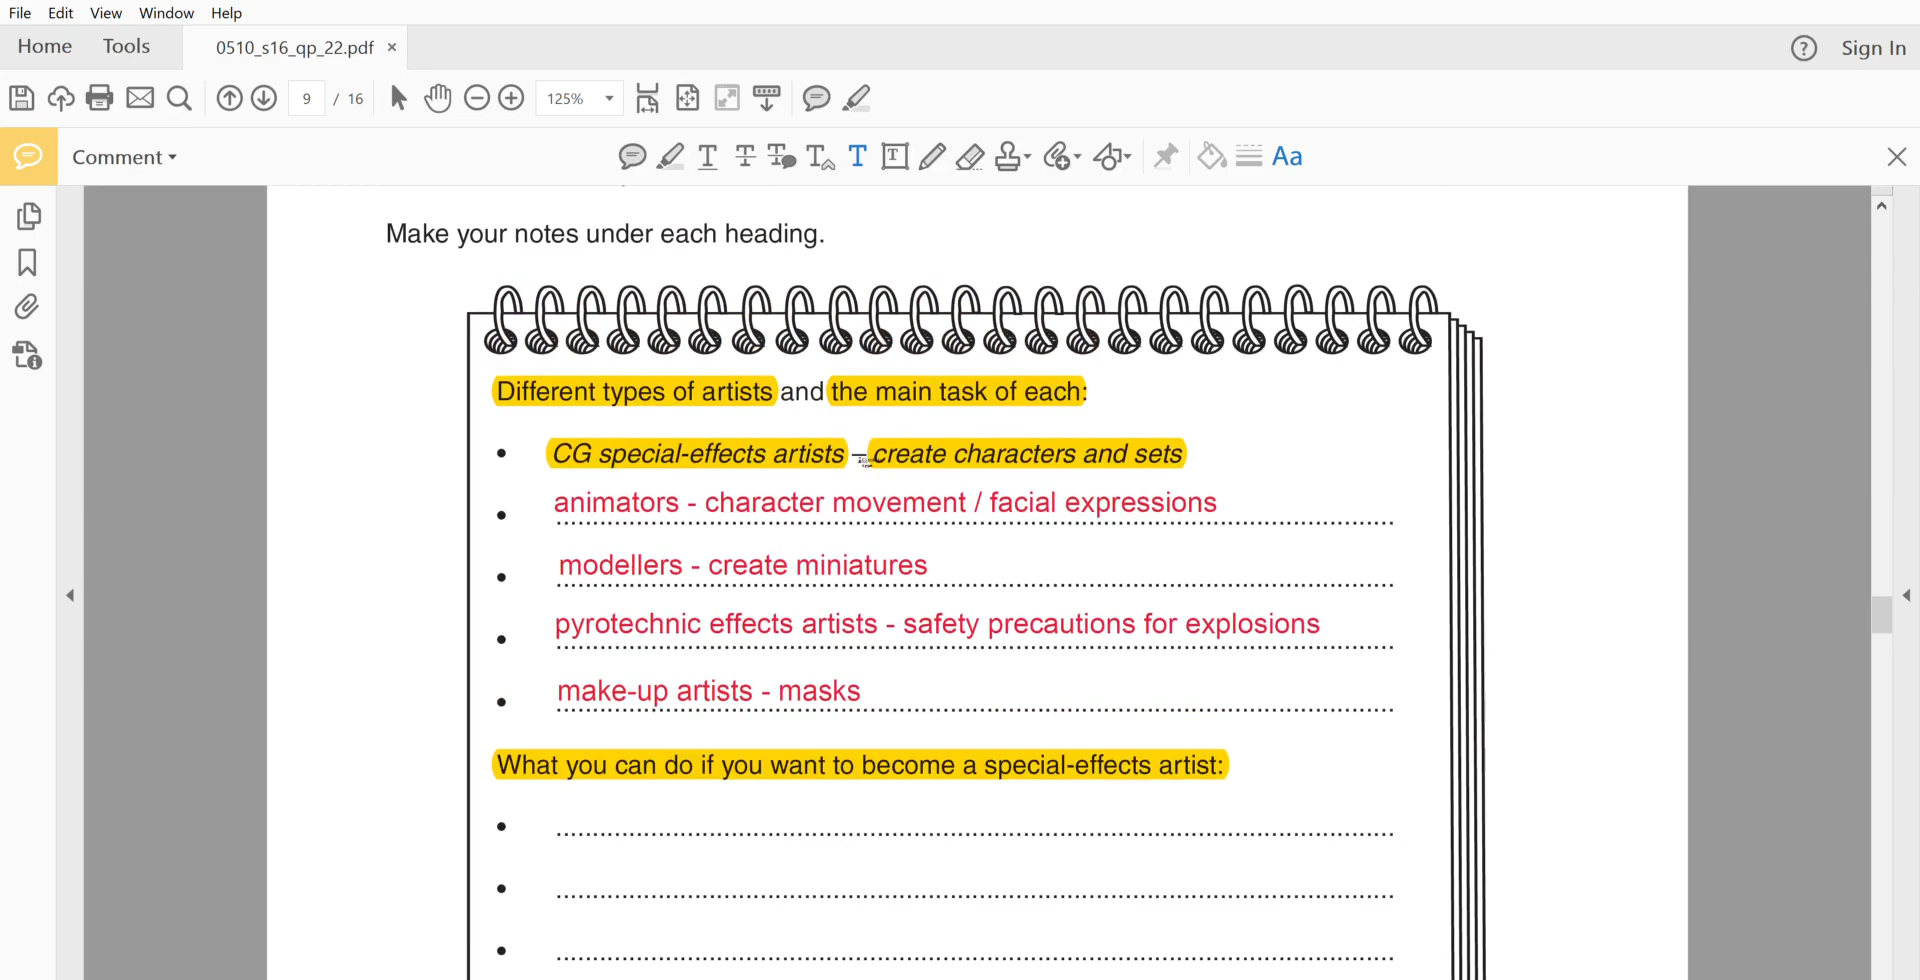 File Edit View Window Help
Home Tools 0510_s16_qp_22.pdf × ? Sign In
9 / 16 125%
Comment Aa
Make your notes under each heading.
Different types of artists and the main task of each:
• CG special-effects artists – create characters and sets
• animators - character movement / facial expressions
• modellers - create miniatures
• pyrotechnic effects artists - safety precautions for explosions
• make-up artists - masks
What you can do if you want to become a special-effects artist: